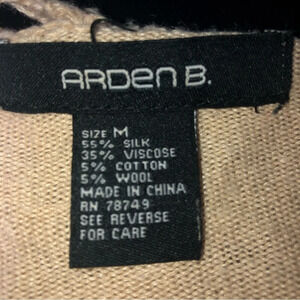 ARDEN B.
SIZE M
55% SILK
35% VISCOSE
5% COTTON
5% WOOL
MADE IN CHINA
RN 78749
SEE REVERSE
FOR CARE